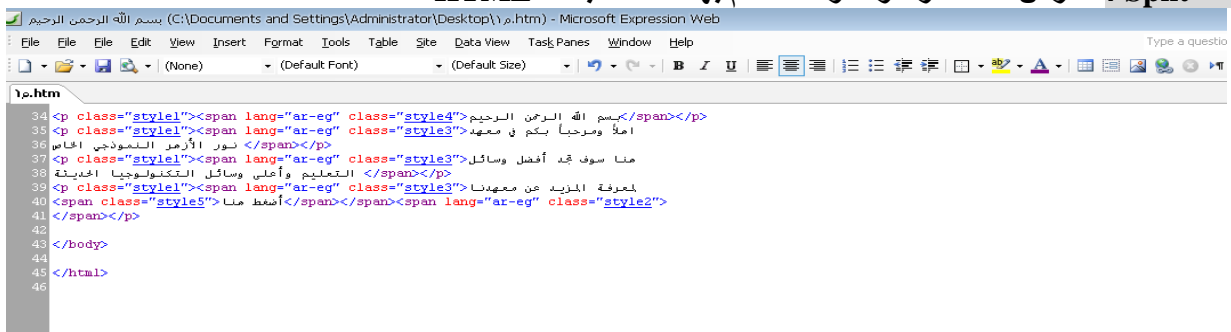 بسم الله الرحمن الرحيم (C:\Documents and Settings\Administrator\Desktop\م١.htm) - Microsoft Expression Web
File File File Edit View Insert Format Tools Table Site Data View Task Panes Window Help Type a questio
(None) (Default Font) (Default Size) B I U
م١.htm
34 <p class="style1"><span lang="ar-eg" class="style4">بسم الله الرحمن الرحيم</span></p>
35 <p class="style1"><span lang="ar-eg" class="style3">اهلاً ومرحباً بكم في معهد
36 نور الأزهر النموذجي الخاص </span></p>
37 <p class="style1"><span lang="ar-eg" class="style3">هنا سوف تجد أفضل وسائل
38 التعليم وأعلى وسائل التكنولوجيا الحديثة </span></p>
39 <p class="style1"><span lang="ar-eg" class="style3">لمعرفة المزيد عن معهدنا
40 <span class="style5">أضغط هنا</span></span><span lang="ar-eg" class="style2">
41 </span></p>
42
43 </body>
44
45 </html>
46